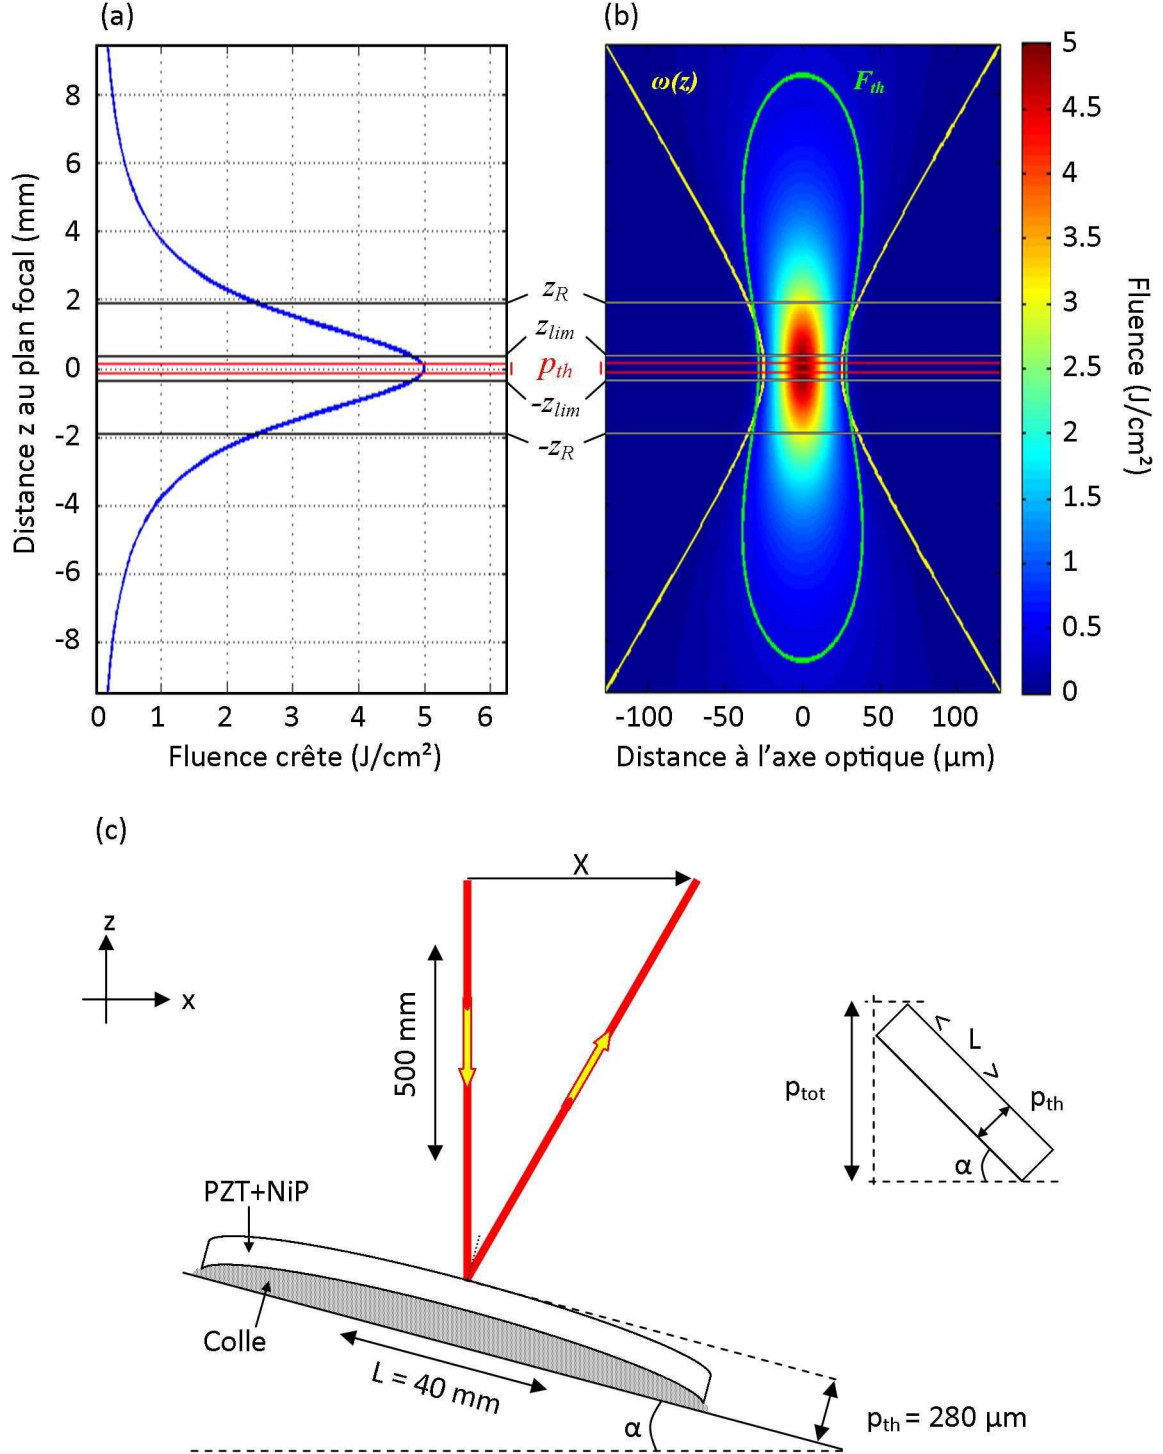 (a)
(b)
Distance z au plan focal (mm)
8
6
4
2
0
-2
-4
-6
-8
0 1 2 3 4 5 6
Fluence crête (J/cm²)
z_R
z_lim
p_th
-z_lim
-z_R
ω(z)
F_th
-100 -50 0 50 100
Distance à l'axe optique (µm)
5
4.5
4
3.5
3
2.5
2
1.5
1
0.5
0
Fluence (J/cm²)
(c)
X
z
x
500 mm
L
p_tot
p_th
α
PZT+NiP
Colle
L = 40 mm
α
p_th = 280 µm